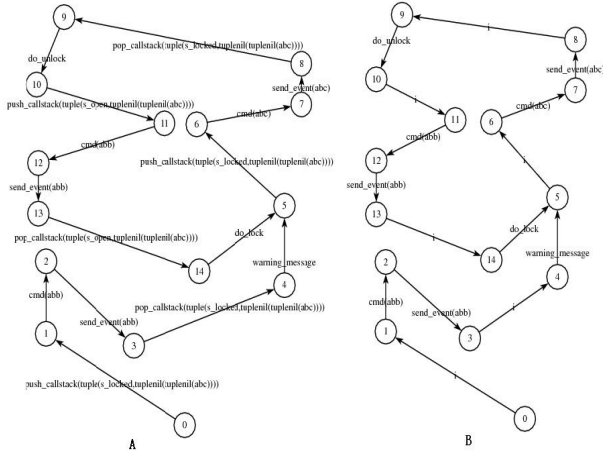 9
pop_callstack(:tuple(s_locked,tuplenil(tuplenil(abc))))
8
do_unlock
10
send_event(abc)
push_callstack(tuple(s_open,tuplenil(tuplenil(abc))))
7
11
6
cmd(abc)
cmd(abb)
12
push_callstack(tuple(s_locked,tuplenil(tuplenil(abc))))
send_event(abb)
13
5
pop_callstack(tuple(s_open,tuplenil(tuplenil(abc))))
do_lock
14
2
warning_message
4
cmd(abb)
pop_callstack(tuple(s_locked,tuplenil(tuplenil(abc))))
send_event(abb)
1
3
push_callstack(tuple(s_locked,tuplenil(:uplenil(abc))))
0
A
9
i
8
do_unlock
10
send_event(abc)
i
7
cmd(abc)
11
6
cmd(abb)
12
i
send_event(abb)
13
5
i
do_lock
14
2
warning_message
4
cmd(abb)
send_event(abb)
i
1
3
i
0
B